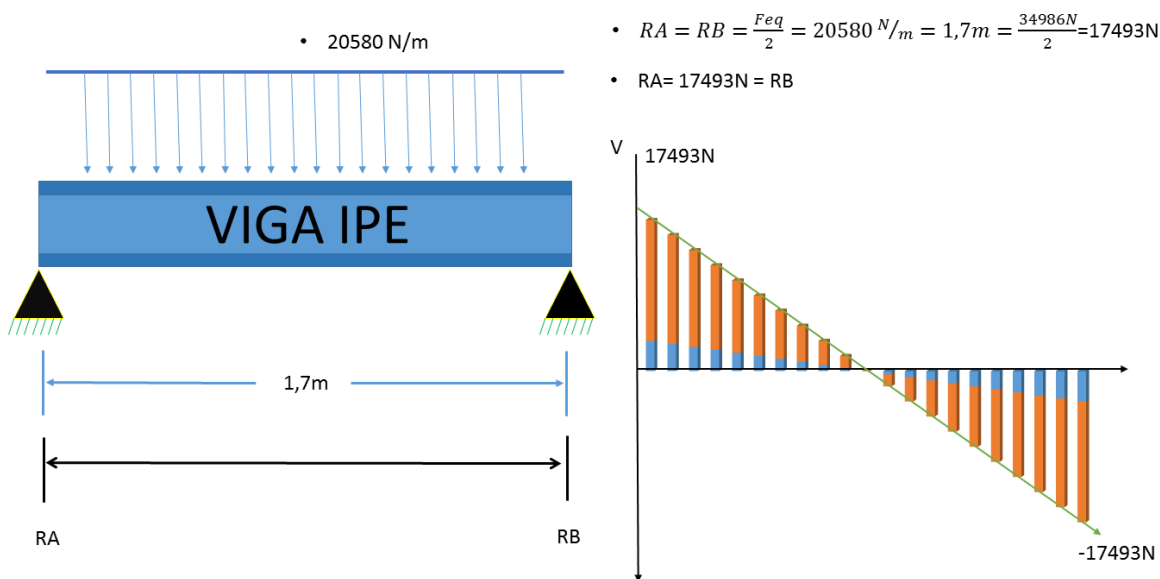 • 20580 N/m
VIGA IPE
1,7m
RA
RB
• RA = RB = Feq/2 = 20580 N/m = 1,7m = 34986N/2=17493N
• RA= 17493N = RB
V
17493N
-17493N